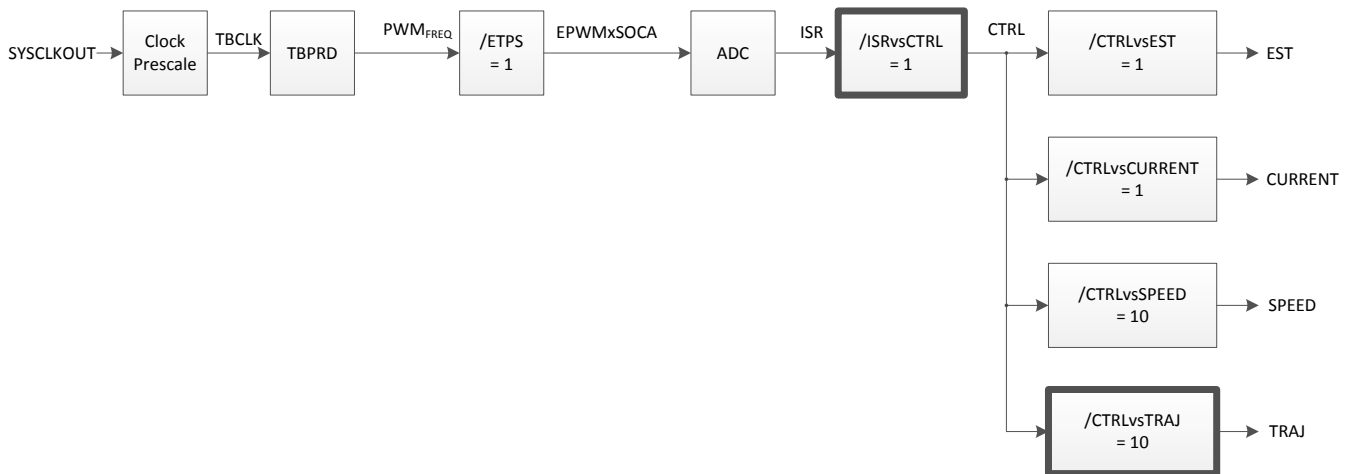 SYSCLKOUT
Clock
Prescale
TBCLK
TBPRD
PWMFREQ
/ETPS
= 1
EPWMxSOCA
ADC
ISR
/ISRvsCTRL
= 1
CTRL
/CTRLvsEST
= 1
EST
/CTRLvsCURRENT
= 1
CURRENT
/CTRLvsSPEED
= 10
SPEED
/CTRLvsTRAJ
= 10
TRAJ